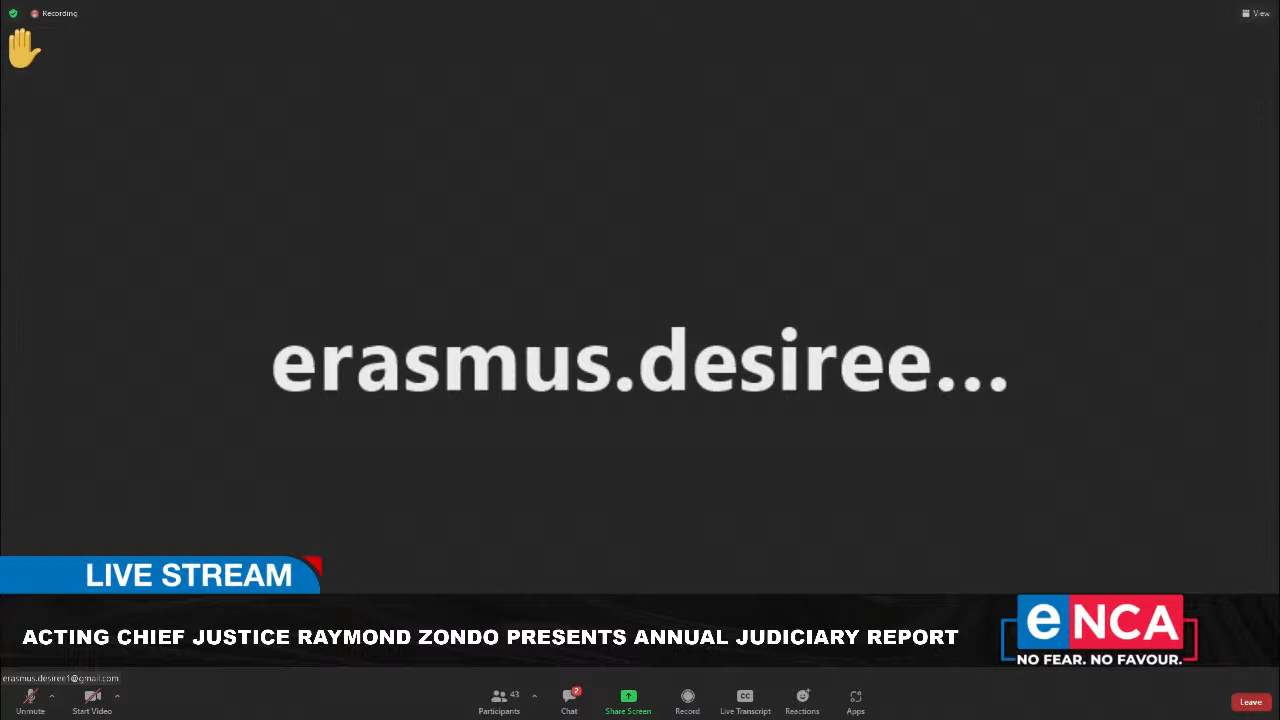 Recording
View
erasmus.desiree...
LIVE STREAM
ACTING CHIEF JUSTICE RAYMOND ZONDO PRESENTS ANNUAL JUDICIARY REPORT
eNCA
NO FEAR. NO FAVOUR.
erasmus.desiree1@gmail.com
43
2
CC
Unmute
Start Video
Participants
Chat
Share Screen
Record
Live Transcript
Reactions
Apps
Leave